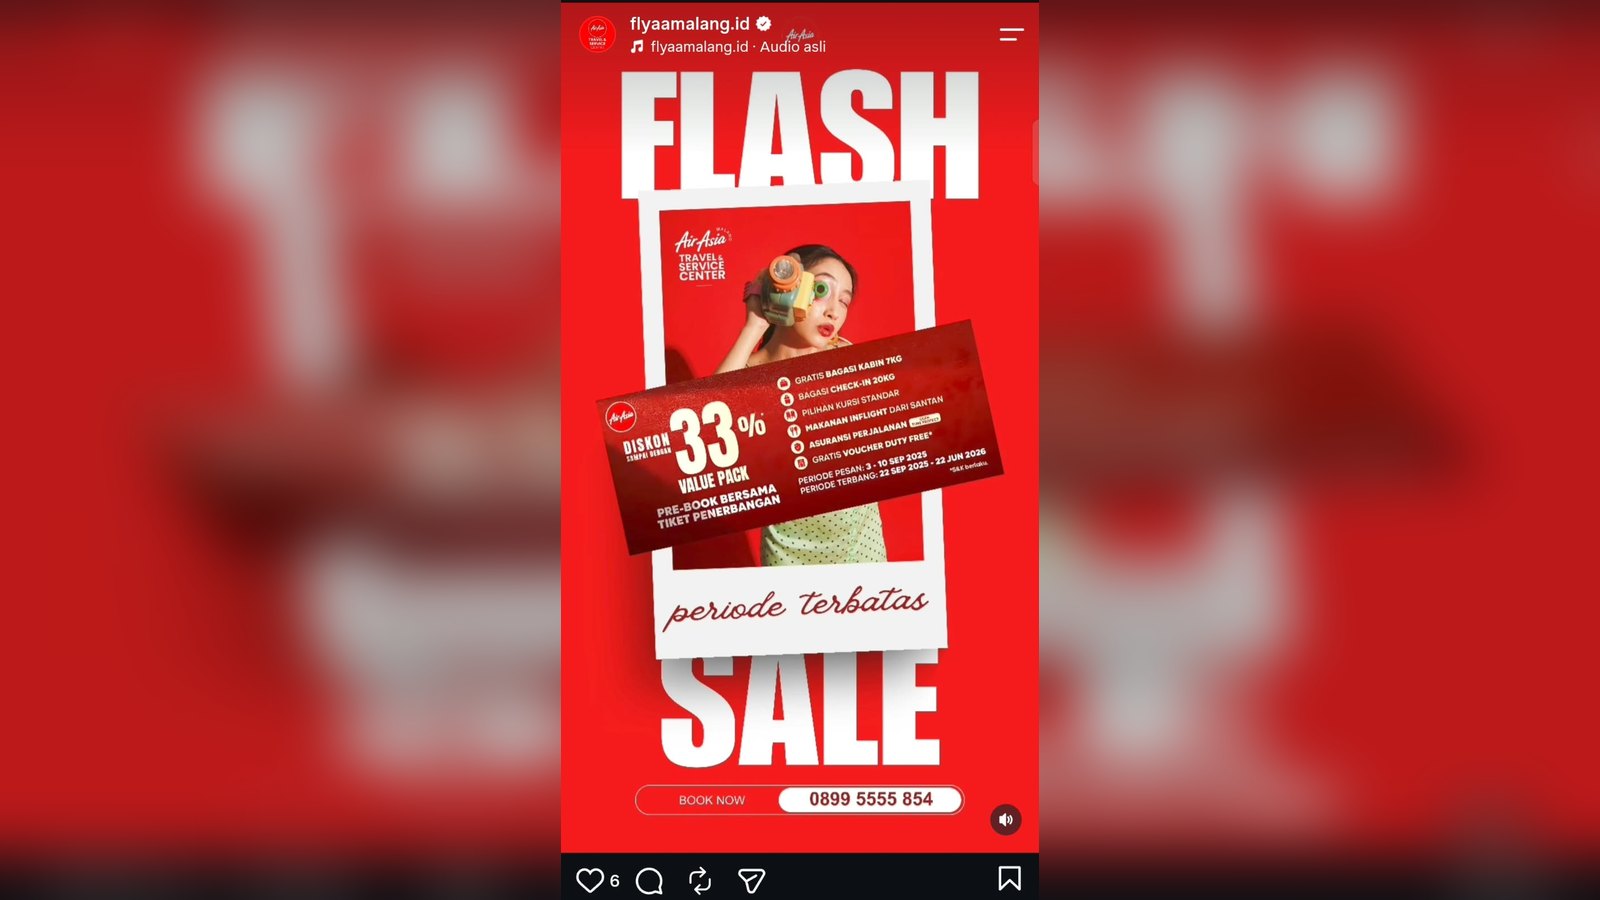 flyaamalang.id
flyaamalang.id · Audio asli
AirAsia
FLASH
AirAsia
MALANG
TRAVEL &
SERVICE
CENTER
AirAsia
DISKON
SAMPAI DENGAN
33%*
VALUE PACK
PRE-BOOK BERSAMA
TIKET PENERBANGAN
GRATIS BAGASI KABIN 7KG
BAGASI CHECK-IN 20KG
PILIHAN KURSI STANDAR
MAKANAN INFLIGHT DARI SANTAN
ASURANSI PERJALANAN
GRATIS VOUCHER DUTY FREE*
PERIODE PESAN: 3 - 10 SEP 2025
PERIODE TERBANG: 22 SEP 2025 - 22 JUN 2026
*S&K berlaku.
periode terbatas
SALE
BOOK NOW
0899 5555 854
6